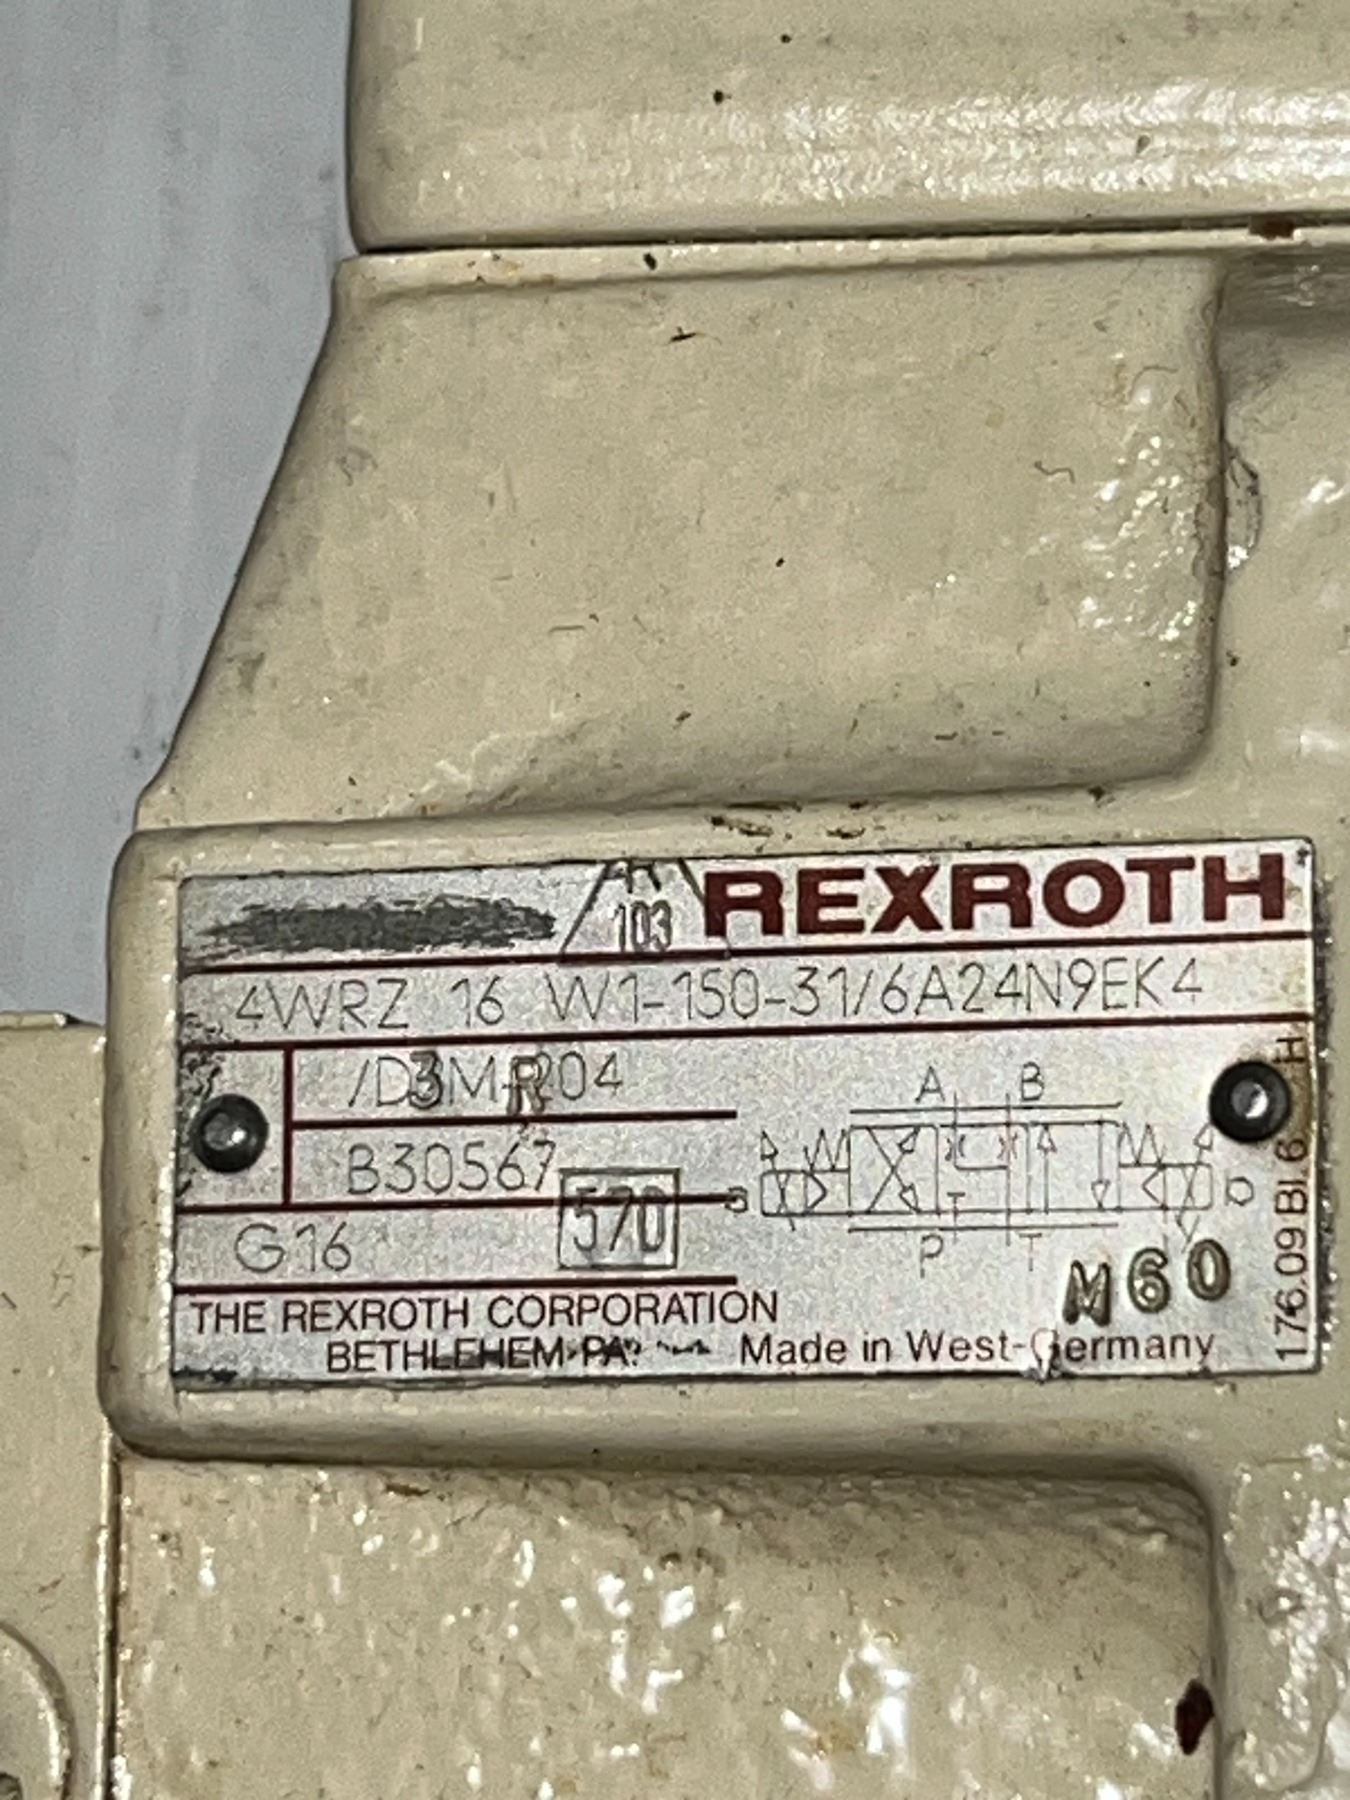 R
103
REXROTH
4WRZ 16 W1-150-31/6A24N9EK4
/D3M-R204
B30567
570
G16
A B
P T
M60
THE REXROTH CORPORATION
BETHLEHEM PA. Made in West-Germany
176.09 Bl.6 H